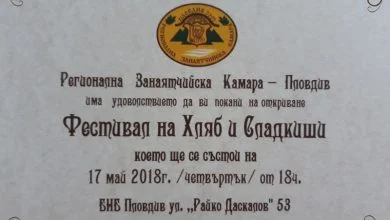 Регионална Занаятчийска Камара – Пловдив
има удоволствието да ви покани на откриване
Фестивал на Хляб и Сладкиши
което ще се състои на
17 май 2018г. /четвъртък/ от 18ч.
БНБ Пловдив ул. „Райко Даскалов" 53